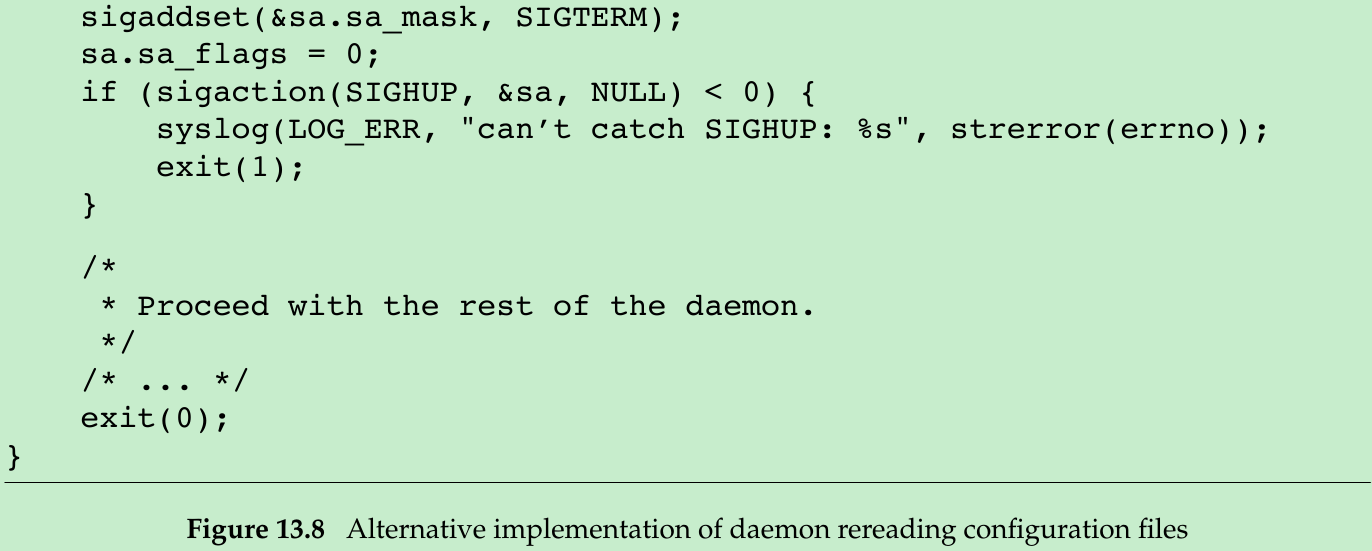 sigaddset(&sa.sa_mask, SIGTERM);
sa.sa_flags = 0;
if (sigaction(SIGHUP, &sa, NULL) < 0) {
syslog(LOG_ERR, "can’t catch SIGHUP: %s", strerror(errno));
exit(1);
}
/*
* Proceed with the rest of the daemon.
*/
/* ... */
exit(0);
}
Figure 13.8 Alternative implementation of daemon rereading configuration files